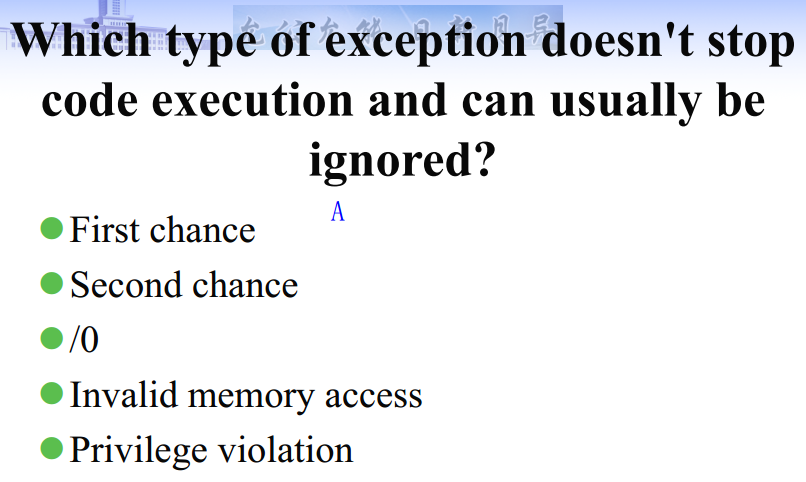 Which type of exception doesn't stop
code execution and can usually be
ignored?
A
First chance
Second chance
/0
Invalid memory access
Privilege violation